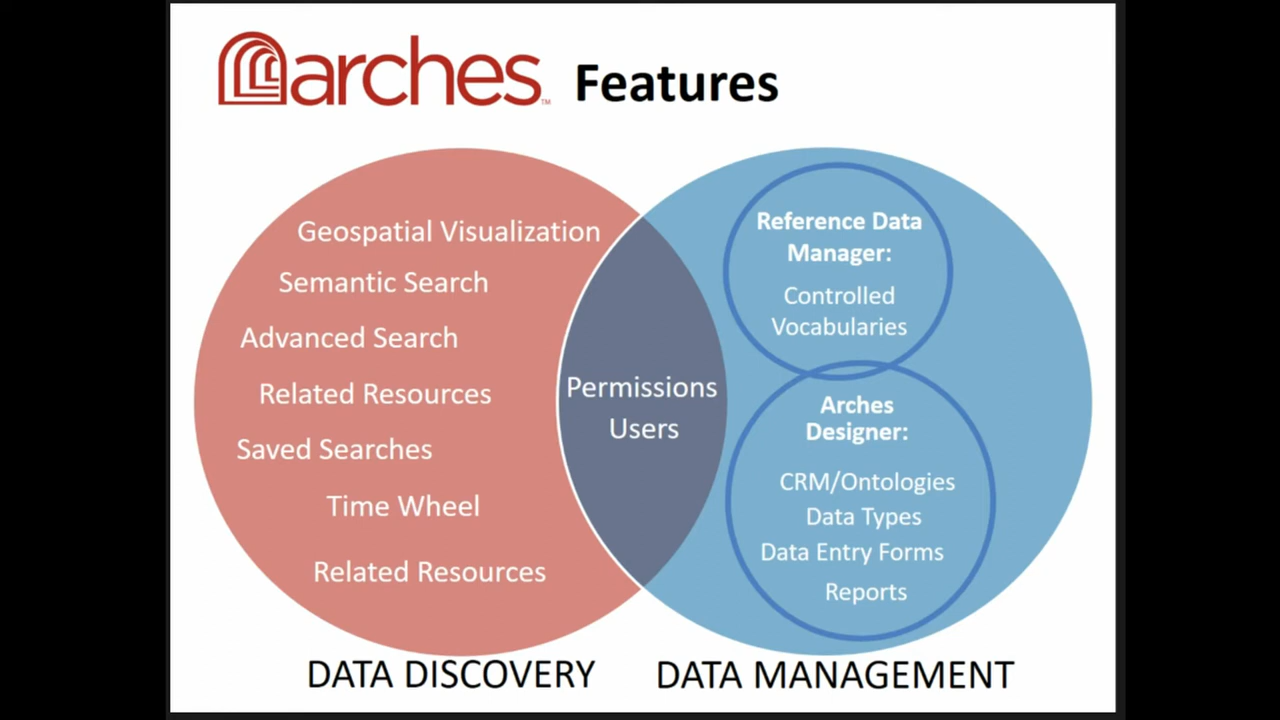 arches™ Features
Geospatial Visualization
Semantic Search
Advanced Search
Related Resources
Saved Searches
Time Wheel
Related Resources
Permissions
Users
Reference Data
Manager:
Controlled
Vocabularies
Arches
Designer:
CRM/Ontologies
Data Types
Data Entry Forms
Reports
DATA DISCOVERY
DATA MANAGEMENT